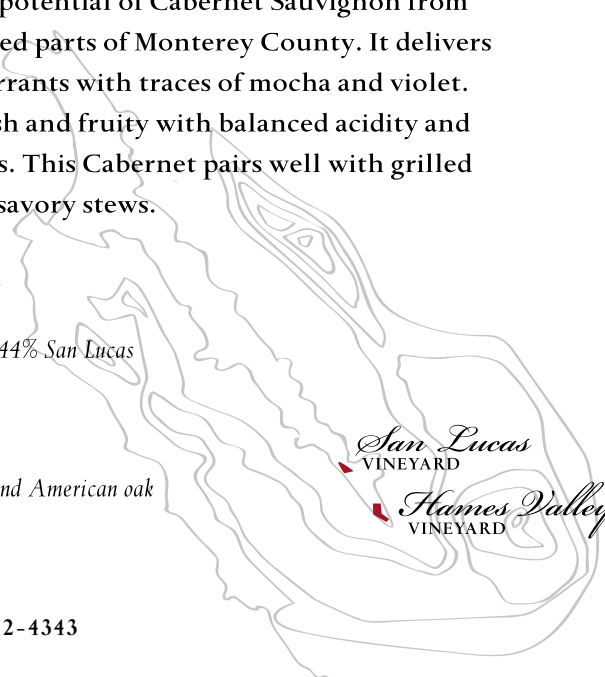 potential of Cabernet Sauvignon from
ed parts of Monterey County. It delivers
rrants with traces of mocha and violet.
sh and fruity with balanced acidity and
s. This Cabernet pairs well with grilled
savory stews.
44% San Lucas
San Lucas
VINEYARD
nd American oak
Hames Valley
VINEYARD
2-4343